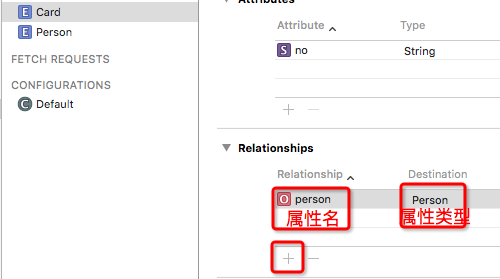 Attributes
E Card
Attribute
Type
E Person
S no
String
FETCH REQUESTS
CONFIGURATIONS
C Default
Relationships
Relationship
Destination
O person
Person
属性名
属性类型